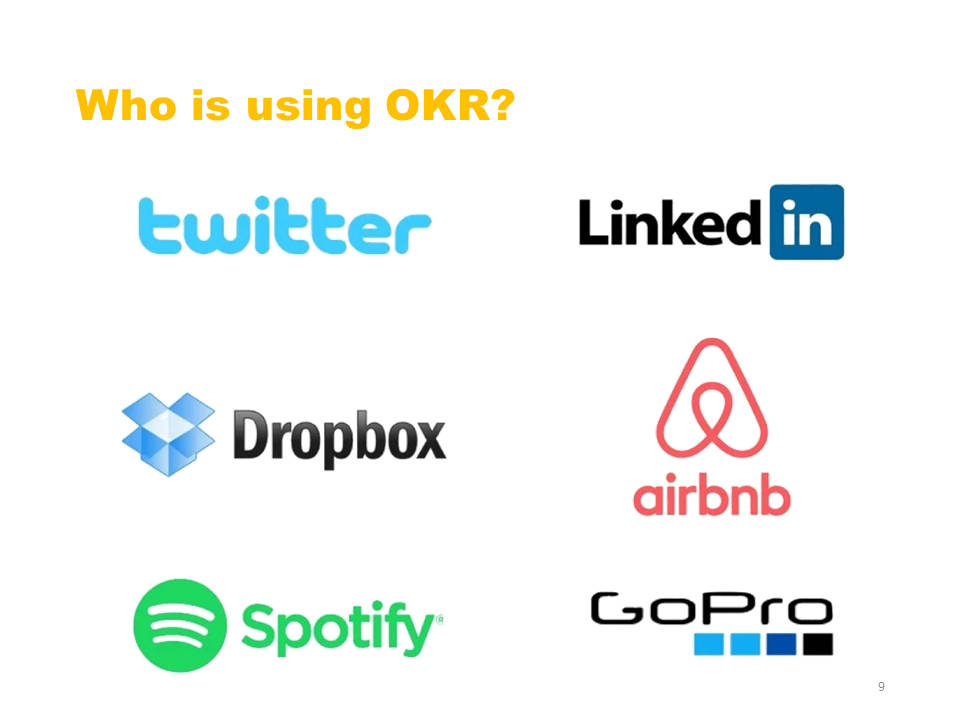 Who is using OKR?
twitter
Linked in
Dropbox
airbnb
Spotify®
GoPro
9